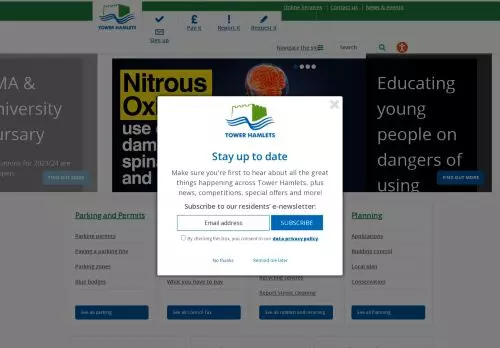 Online Services | Contact us | News & events
TOWER HAMLETS
Pay it
Report it
Request it
Sign up
Navigate the site
Search
MA &
niversity
ursary
ations for 2023/24 are
open.
FIND OUT MORE
Nitrous
Ox
use
dam
spina
and
Educating
young
people on
dangers of
using
FIND OUT MORE
TOWER HAMLETS
Stay up to date
Make sure you're first to hear about all the great
things happening across Tower Hamlets, plus
news, competitions, special offers and more!
Subscribe to our residents' e-newsletter:
Email address
SUBSCRIBE
By checking this box, you consent to our data privacy policy.
No thanks
Remind me later
Parking and Permits
Parking permits
Paying a parking fine
Parking zones
Blue badges
See all parking
What you have to pay
See all Council Tax
Recycling centres
Report street cleaning
See all rubbish and recycling
Planning
Applications
Building control
Local plan
Conservation
See all Planning